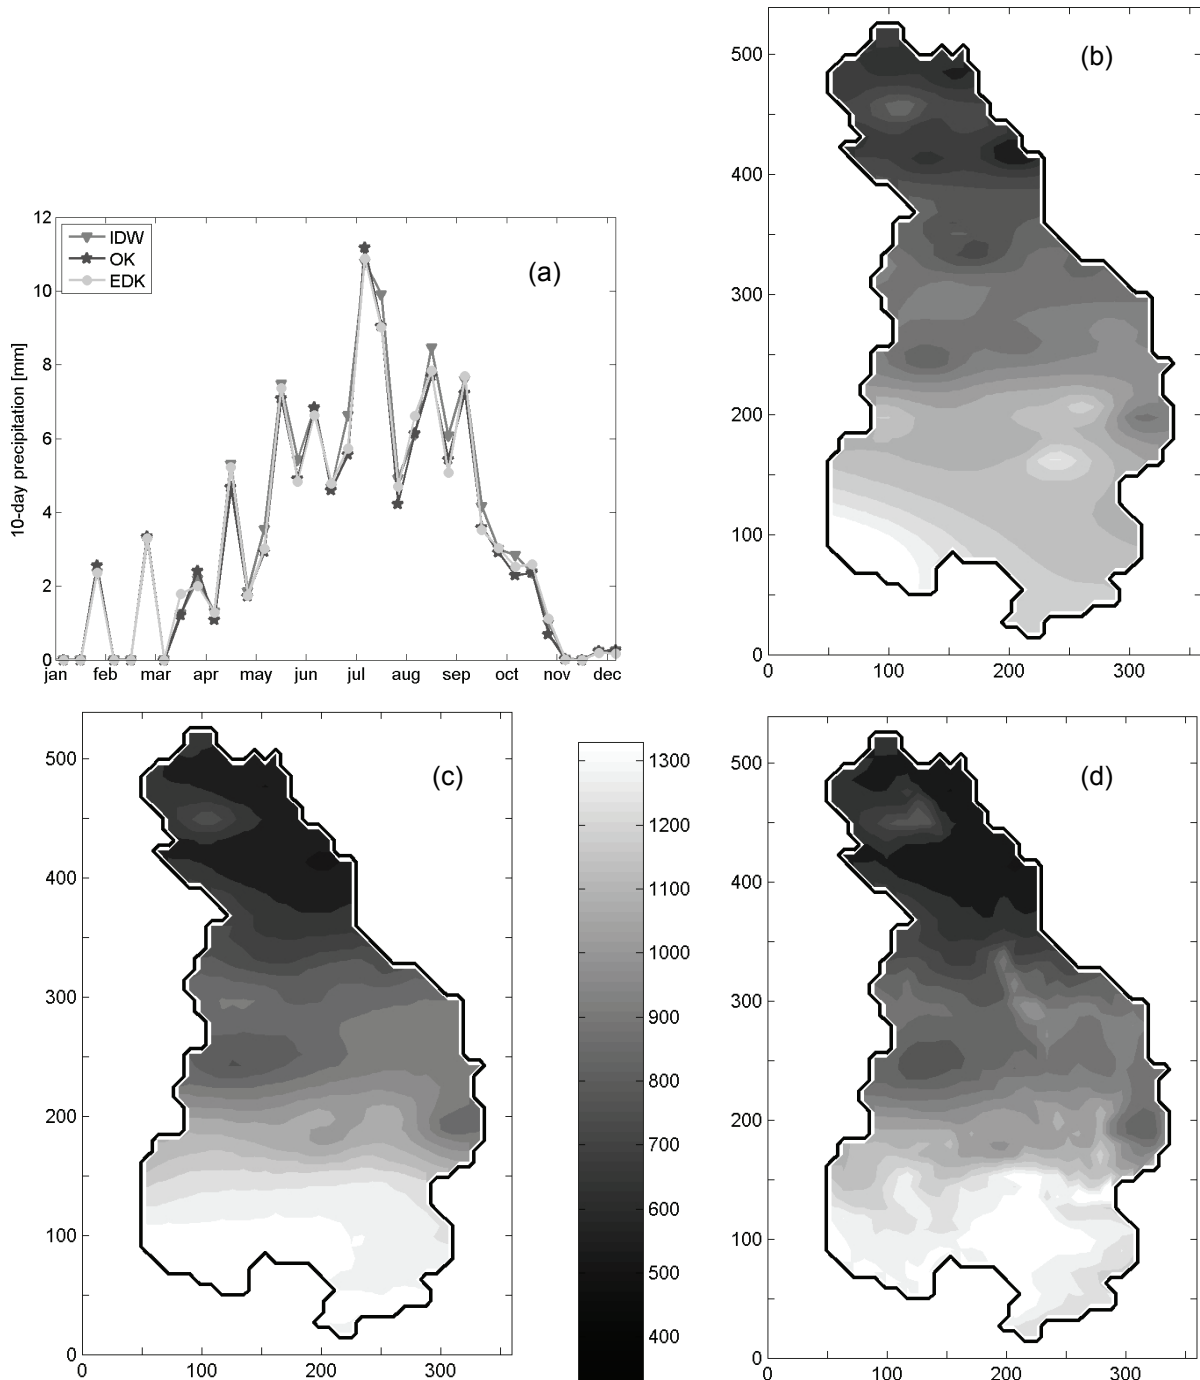 (b)
500
400
300
200
100
0
0 100 200 300
12
10
8
6
4
2
0
10-day precipitation [mm]
IDW
OK
EDK
(a)
jan feb mar apr may jun jul aug sep oct nov dec
(c)
500
400
300
200
100
0
0 100 200 300
1300
1200
1100
1000
900
800
700
600
500
400
(d)
500
400
300
200
100
0
0 100 200 300